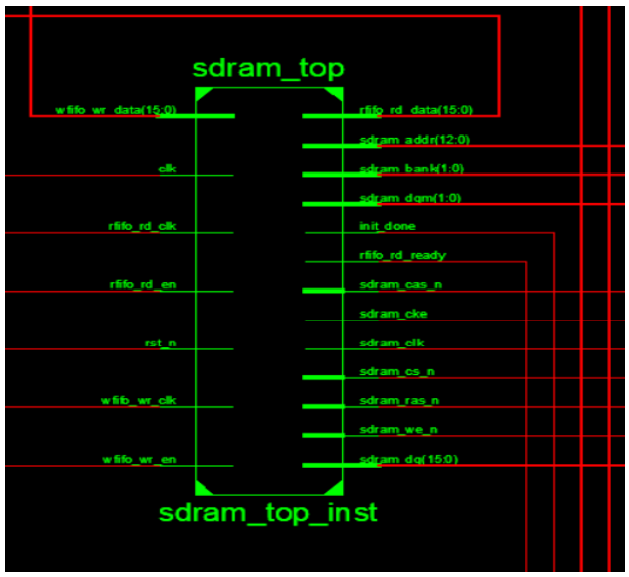 sdram_top
wfifo_wr_data(15:0)
rfifo_rd_data(15:0)
sdram_addr(12:0)
clk
sdram_bank(1:0)
sdram_dqm(1:0)
rfifo_rd_clk
init_done
rfifo_rd_ready
rfifo_rd_en
sdram_cas_n
sdram_cke
rst_n
sdram_clk
sdram_cs_n
wfifo_wr_clk
sdram_ras_n
sdram_we_n
wfifo_wr_en
sdram_dq(15:0)
sdram_top_inst